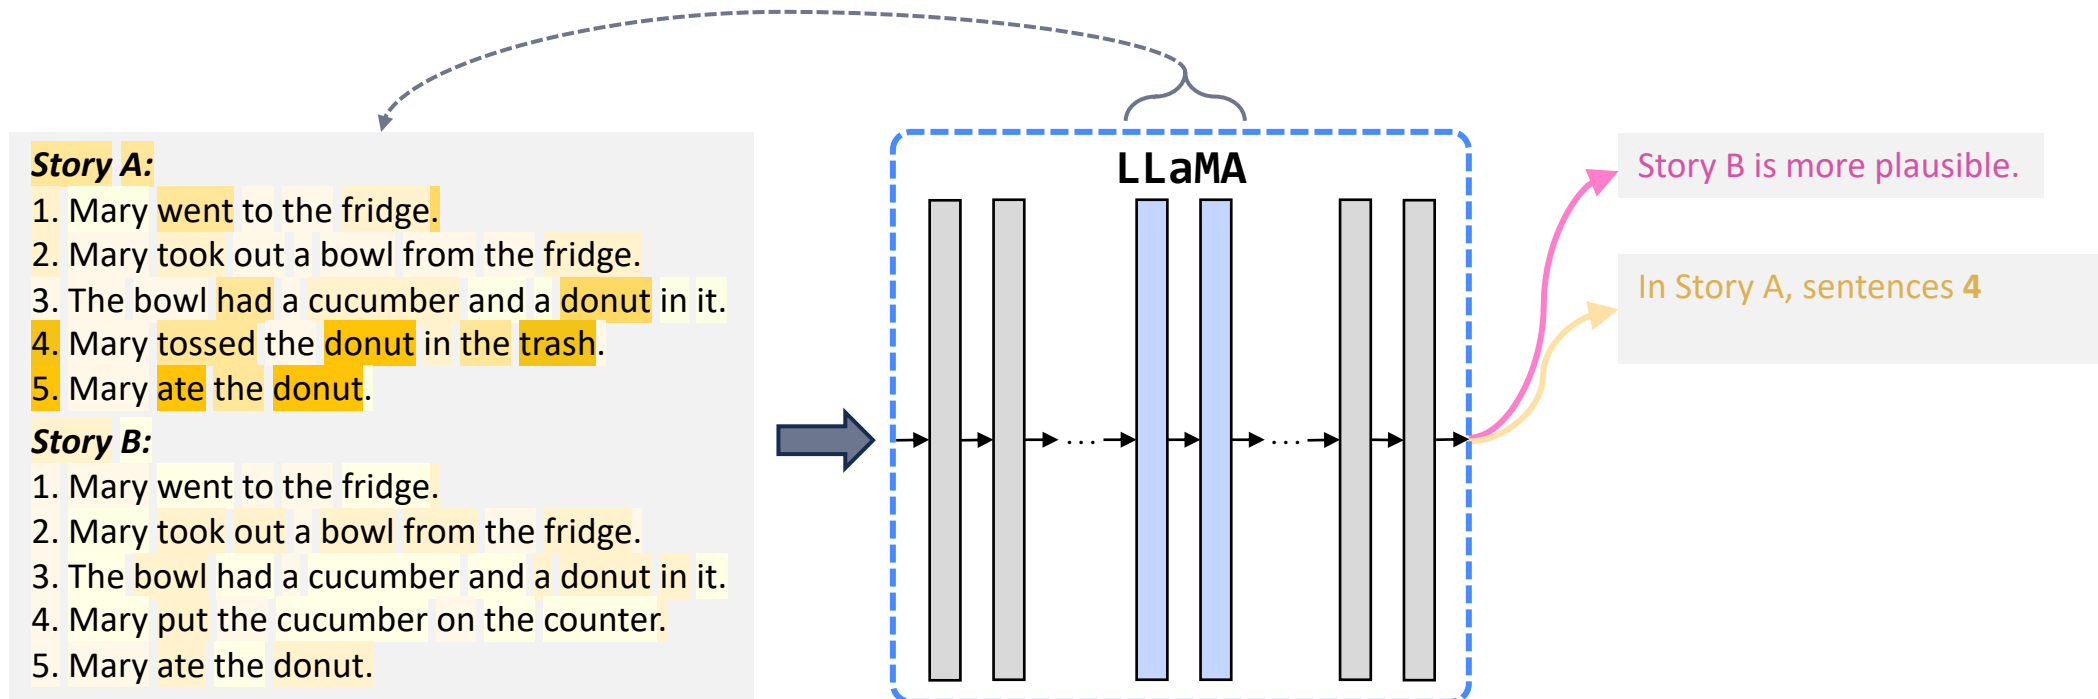 Story A:
1. Mary went to the fridge.
2. Mary took out a bowl from the fridge.
3. The bowl had a cucumber and a donut in it.
4. Mary tossed the donut in the trash.
5. Mary ate the donut.
Story B:
1. Mary went to the fridge.
2. Mary took out a bowl from the fridge.
3. The bowl had a cucumber and a donut in it.
4. Mary put the cucumber on the counter.
5. Mary ate the donut.
LLaMA
... ...
Story B is more plausible.
In Story A, sentences 4